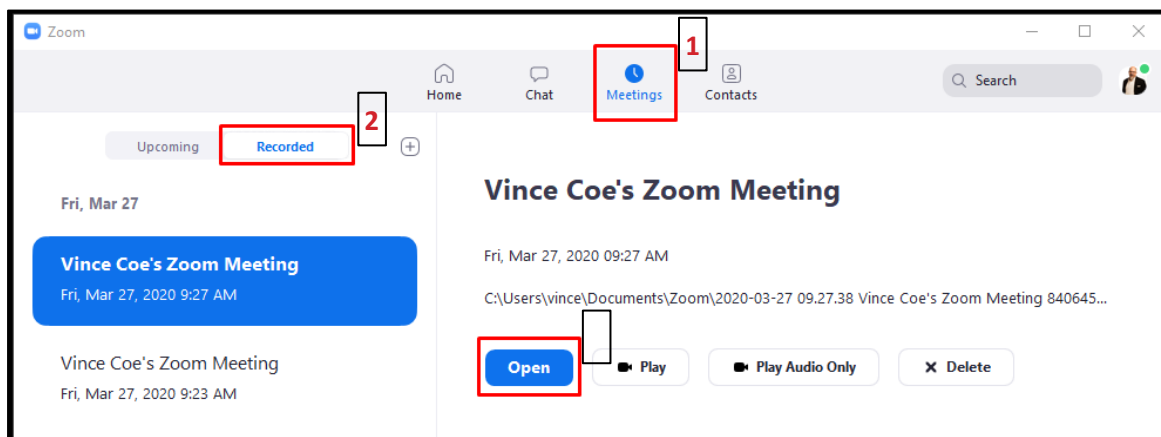 Zoom
1
Home
Chat
Meetings
Contacts
Search
2
Upcoming
Recorded
Fri, Mar 27
Vince Coe's Zoom Meeting
Fri, Mar 27, 2020 9:27 AM
Vince Coe's Zoom Meeting
Fri, Mar 27, 2020 9:23 AM
Vince Coe's Zoom Meeting
Fri, Mar 27, 2020 09:27 AM
C:\Users\vince\Documents\Zoom\2020-03-27 09.27.38 Vince Coe's Zoom Meeting 840645...
Open
Play
Play Audio Only
Delete